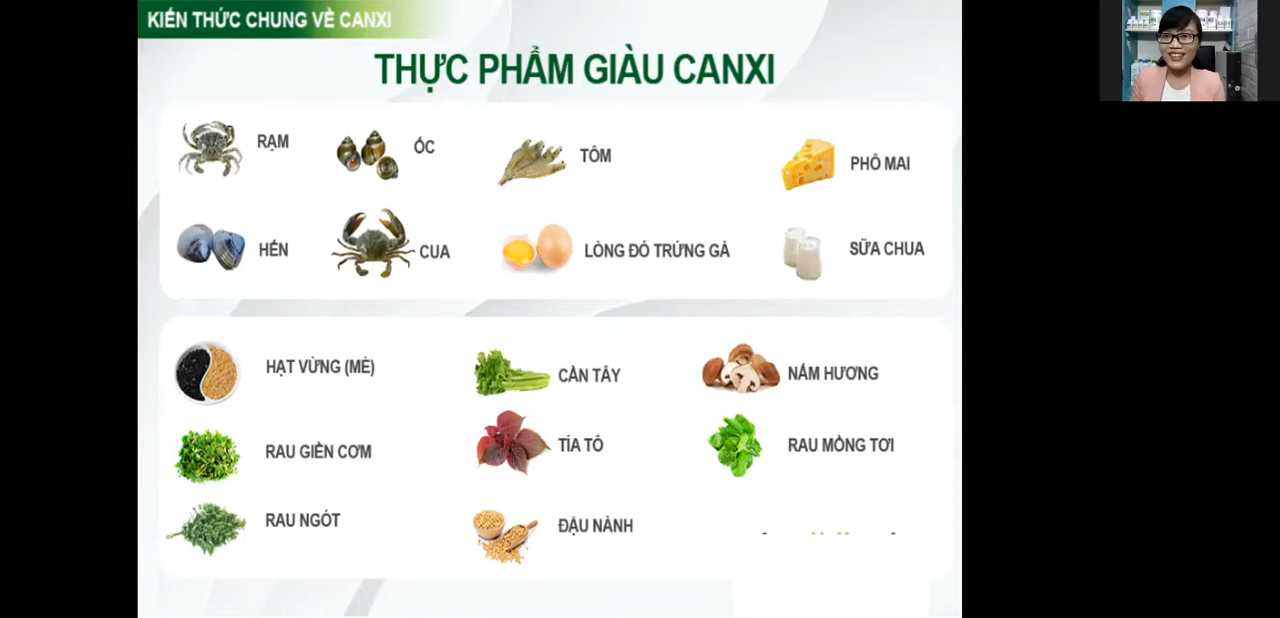 KIẾN THỨC CHUNG VỀ CANXI
THỰC PHẨM GIÀU CANXI
RẠM
ỐC
TÔM
PHÔ MAI
HẾN
CUA
LÒNG ĐỎ TRỨNG GÀ
SỮA CHUA
HẠT VỪNG (MÈ)
CẦN TÂY
NẤM HƯƠNG
RAU GIỀN CƠM
TÍA TÔ
RAU MỒNG TƠI
RAU NGÓT
ĐẬU NÀNH